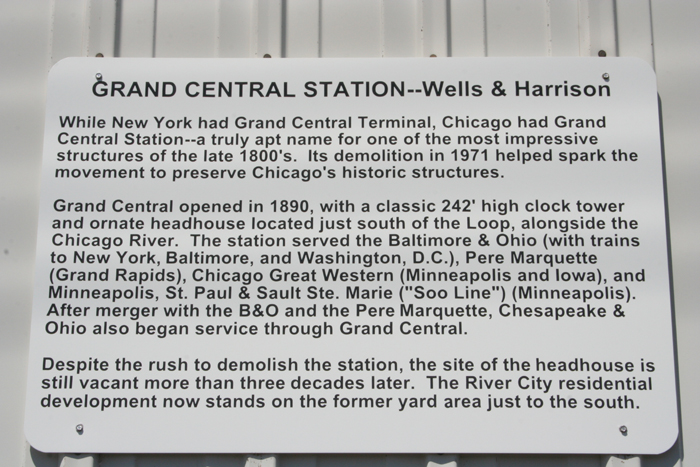 GRAND CENTRAL STATION--Wells & Harrison
While New York had Grand Central Terminal, Chicago had Grand
Central Station--a truly apt name for one of the most impressive
structures of the late 1800's. Its demolition in 1971 helped spark the
movement to preserve Chicago's historic structures.
Grand Central opened in 1890, with a classic 242' high clock tower
and ornate headhouse located just south of the Loop, alongside the
Chicago River. The station served the Baltimore & Ohio (with trains
to New York, Baltimore, and Washington, D.C.), Pere Marquette
(Grand Rapids), Chicago Great Western (Minneapolis and Iowa), and
Minneapolis, St. Paul & Sault Ste. Marie ("Soo Line") (Minneapolis).
After merger with the B&O and the Pere Marquette, Chesapeake &
Ohio also began service through Grand Central.
Despite the rush to demolish the station, the site of the headhouse is
still vacant more than three decades later. The River City residential
development now stands on the former yard area just to the south.